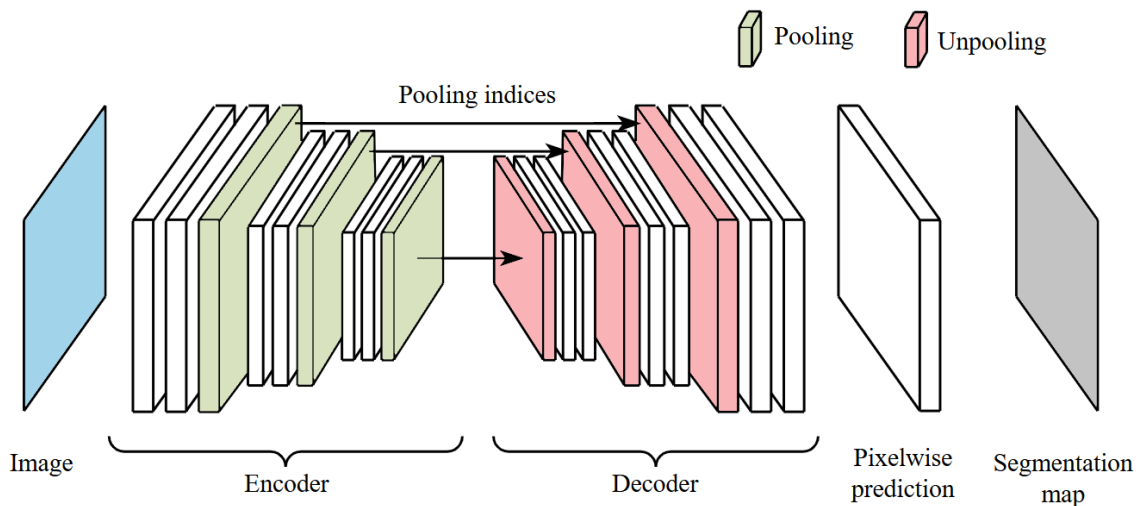 Pooling
Unpooling
Pooling indices
Image
Encoder
Decoder
Pixelwise
prediction
Segmentation
map